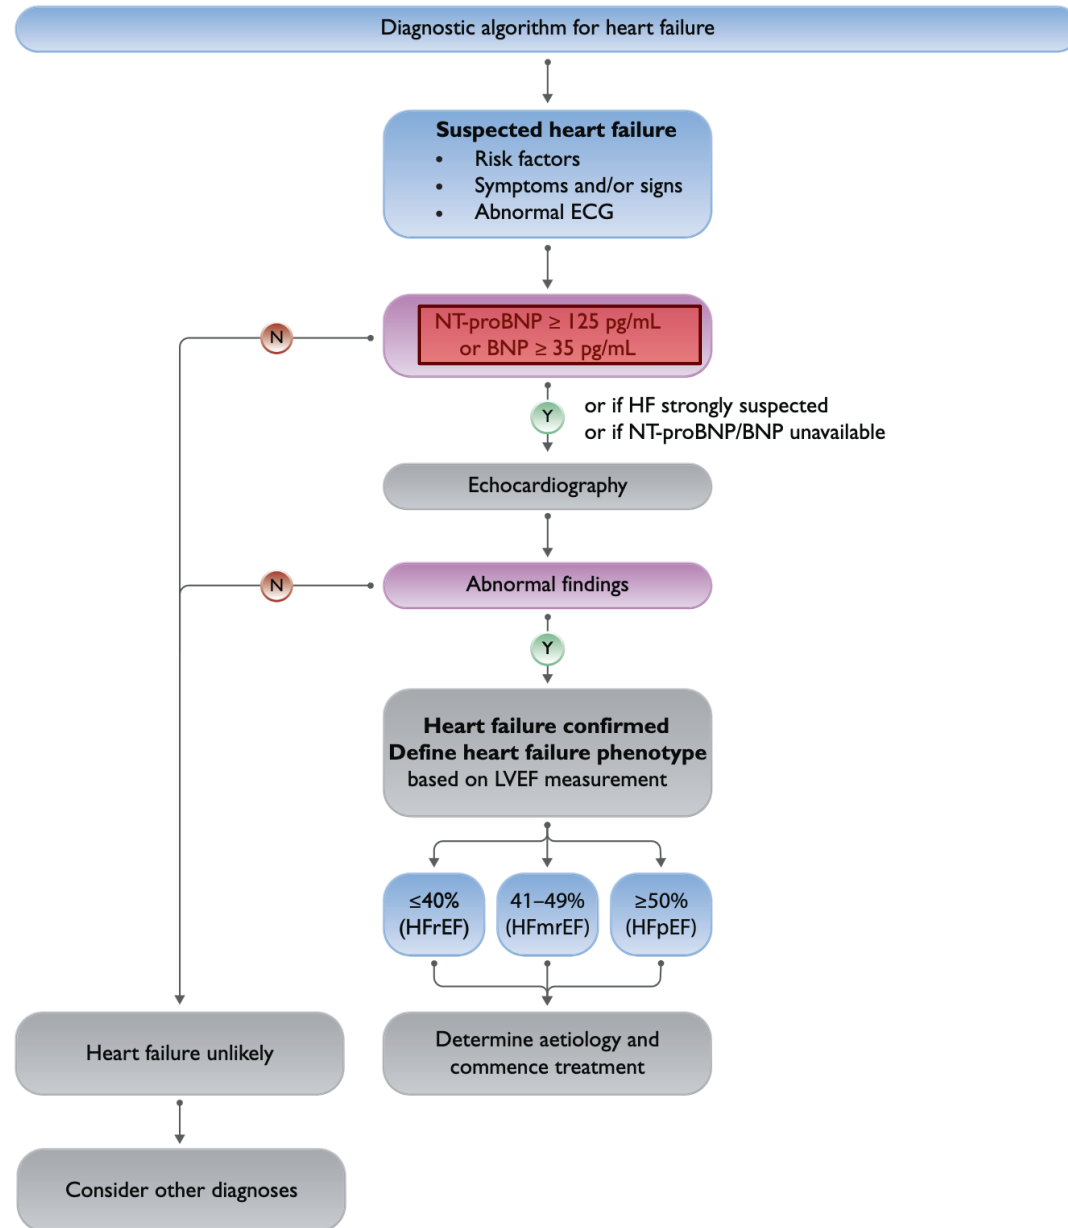 Diagnostic algorithm for heart failure
Suspected heart failure
• Risk factors
• Symptoms and/or signs
• Abnormal ECG
NT-proBNP ≥ 125 pg/mL
or BNP ≥ 35 pg/mL
N
Y
or if HF strongly suspected
or if NT-proBNP/BNP unavailable
Echocardiography
Abnormal findings
N
Y
Heart failure confirmed
Define heart failure phenotype
based on LVEF measurement
≤40%
(HFrEF)
41–49%
(HFmrEF)
≥50%
(HFpEF)
Determine aetiology and
commence treatment
Heart failure unlikely
Consider other diagnoses